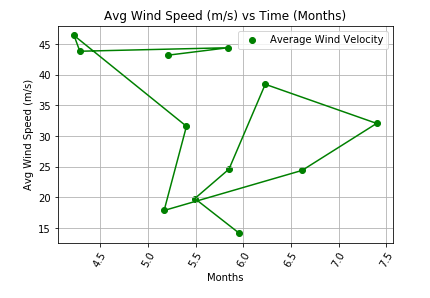 Avg Wind Speed (m/s) vs Time (Months)
Average Wind Velocity
Avg Wind Speed (m/s)
45
40
35
30
25
20
15
4.5 5.0 5.5 6.0 6.5 7.0 7.5
Months